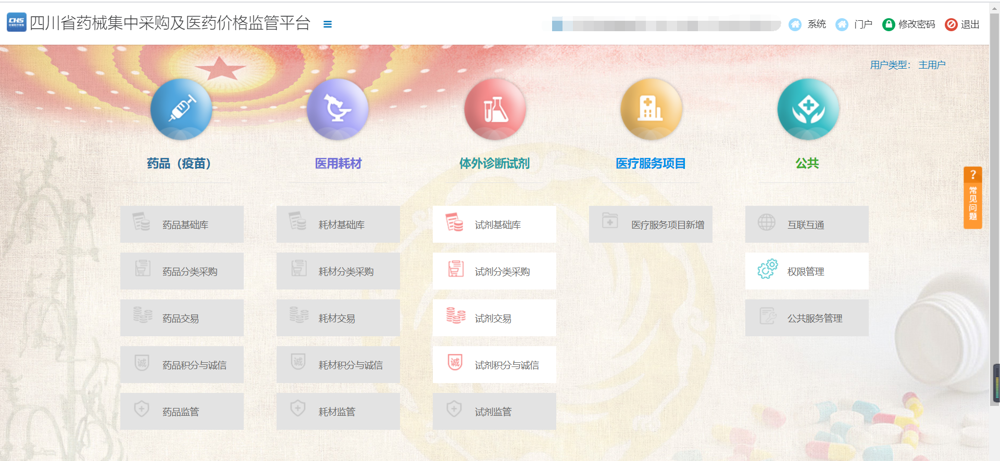 CHS
四川省药械集中采购及医药价格监管平台
系统
门户
修改密码
退出
用户类型： 主用户
药品（疫苗）
医用耗材
体外诊断试剂
医疗服务项目
公共
?
常见问题
药品基础库
耗材基础库
试剂基础库
医疗服务项目新增
互联互通
药品分类采购
耗材分类采购
试剂分类采购
权限管理
药品交易
耗材交易
试剂交易
公共服务管理
诚
药品积分与诚信
诚
耗材积分与诚信
诚
试剂积分与诚信
药品监管
耗材监管
试剂监管